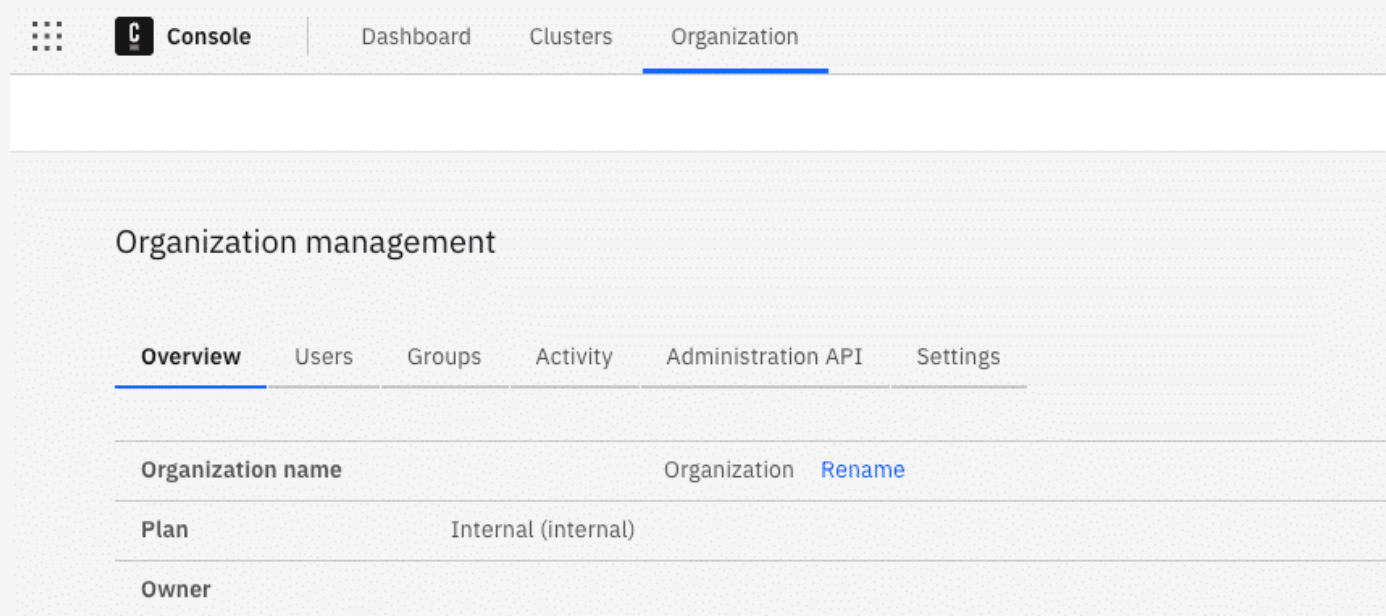 Console Dashboard Clusters Organization
Organization management
Overview Users Groups Activity Administration API Settings
Organization name Organization Rename
Plan Internal (internal)
Owner